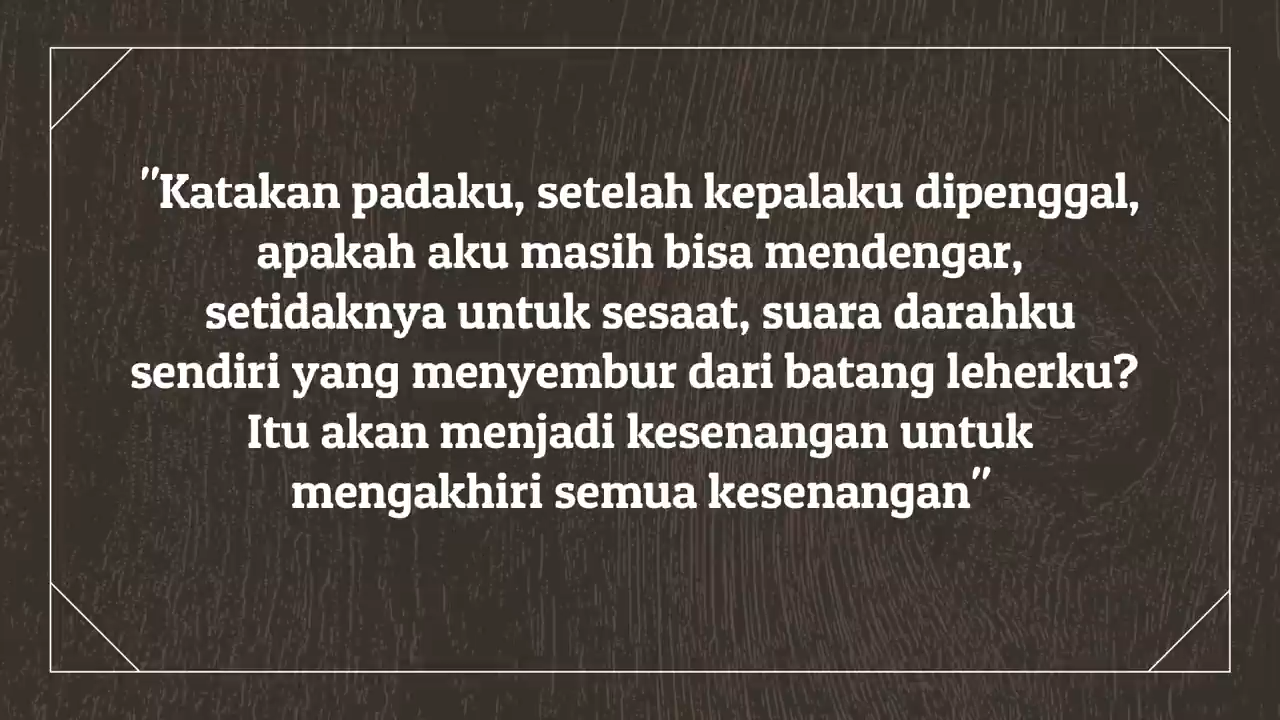 "Katakan padaku, setelah kepalaku dipenggal,
apakah aku masih bisa mendengar,
setidaknya untuk sesaat, suara darahku
sendiri yang menyembur dari batang leherku?
Itu akan menjadi kesenangan untuk
mengakhiri semua kesenangan"